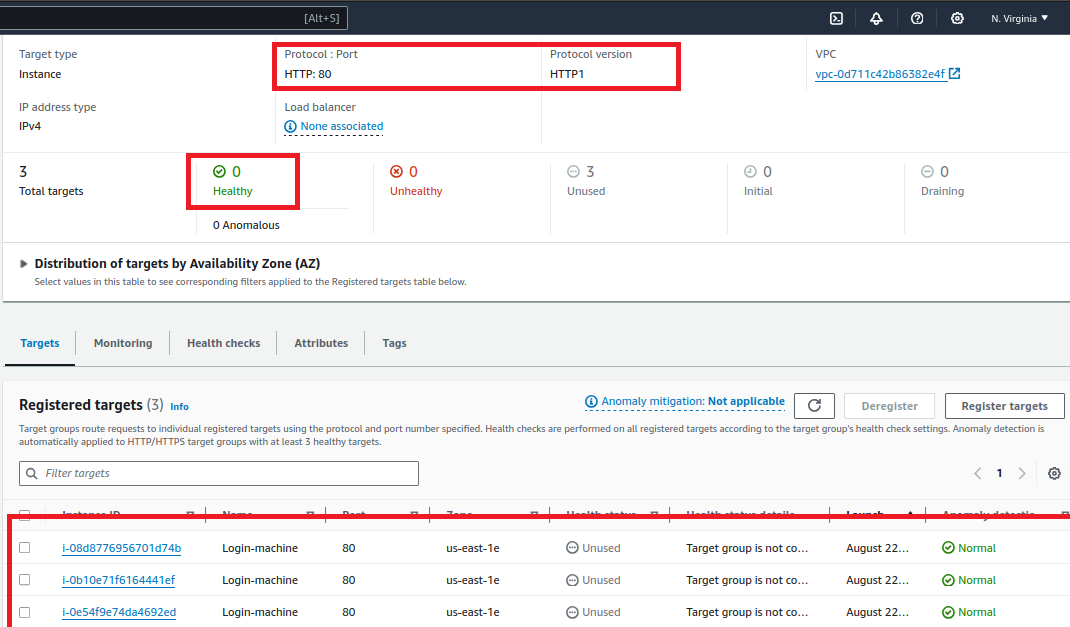 [Alt+S]
N. Virginia
Target type
Instance
Protocol : Port
HTTP: 80
Protocol version
HTTP1
VPC
vpc-0d711c42b86382e4f
IP address type
IPv4
Load balancer
None associated
3
Total targets
0
Healthy
0 Anomalous
0
Unhealthy
3
Unused
0
Initial
0
Draining
Distribution of targets by Availability Zone (AZ)
Select values in this table to see corresponding filters applied to the Registered targets table below.
Targets Monitoring Health checks Attributes Tags
Registered targets (3) Info
Anomaly mitigation: Not applicable
Deregister
Register targets
Target groups route requests to individual registered targets using the protocol and port number specified. Health checks are performed on all registered targets according to the target group's health check settings. Anomaly detection is
automatically applied to HTTP/HTTPS target groups with at least 3 healthy targets.
Filter targets
1
Instance ID Name Port Zone Health status Health status details Launch Anomaly detectio
i-08d8776956701d74b Login-machine 80 us-east-1e Unused Target group is not co... August 22... Normal
i-0b10e71f6164441ef Login-machine 80 us-east-1e Unused Target group is not co... August 22... Normal
i-0e54f9e74da4692ed Login-machine 80 us-east-1e Unused Target group is not co... August 22... Normal